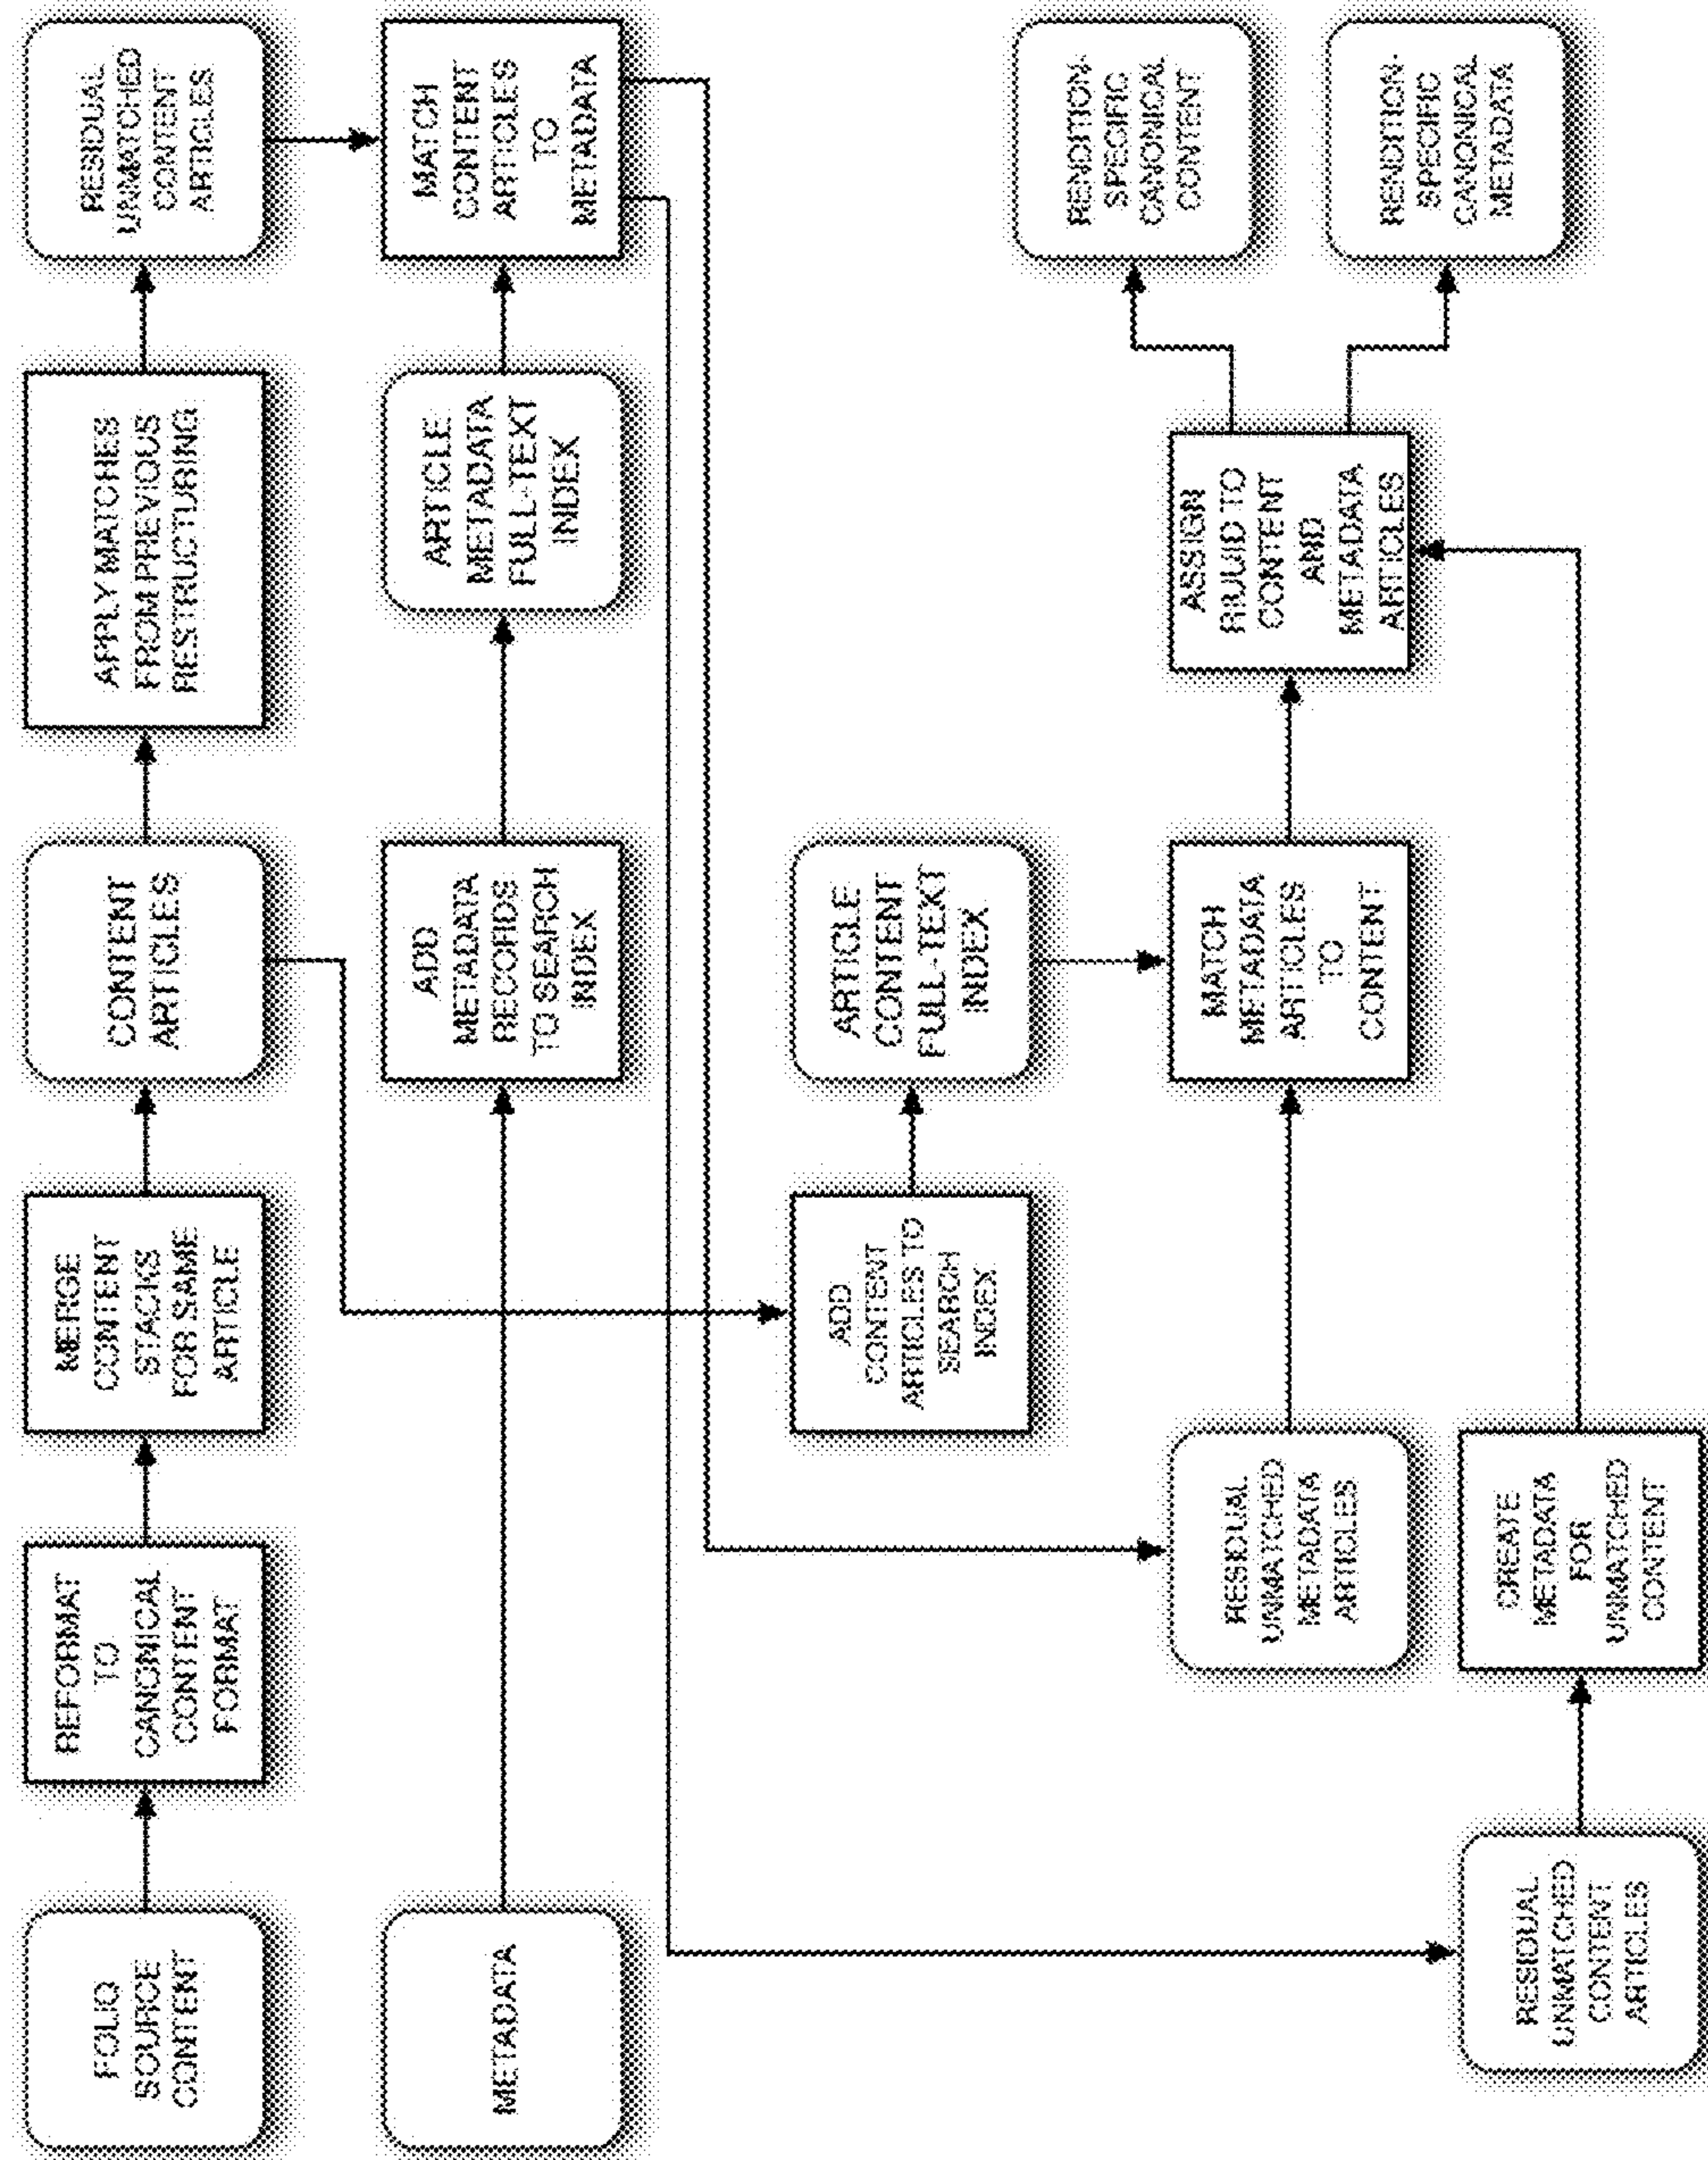 FOLIO
SOURCE
CONTENT
REFORMAT
TO
CANONICAL
CONTENT
FORMAT
MERGE
CONTENT
STACKS
FOR SAME
ARTICLE
CONTENT
ARTICLES
APPLY MATCHES
FROM PREVIOUS
RESTRUCTURING
RESIDUAL
UNMATCHED
CONTENT
ARTICLES
METADATA
ADD
METADATA
RECORDS
TO SEARCH
INDEX
ARTICLE
METADATA
FULL-TEXT
INDEX
MATCH
CONTENT
ARTICLES
TO
METADATA
ADD
CONTENT
ARTICLES TO
SEARCH
INDEX
ARTICLE
CONTENT
FULL-TEXT
INDEX
RESIDUAL
UNMATCHED
METADATA
ARTICLES
MATCH
METADATA
ARTICLES
TO
CONTENT
ASSIGN
RIUUID TO
CONTENT
AND
METADATA
ARTICLES
RENDITION-
SPECIFIC
CANONICAL
CONTENT
RENDITION-
SPECIFIC
CANONICAL
METADATA
RESIDUAL
UNMATCHED
CONTENT
ARTICLES
CREATE
METADATA
FOR
UNMATCHED
CONTENT